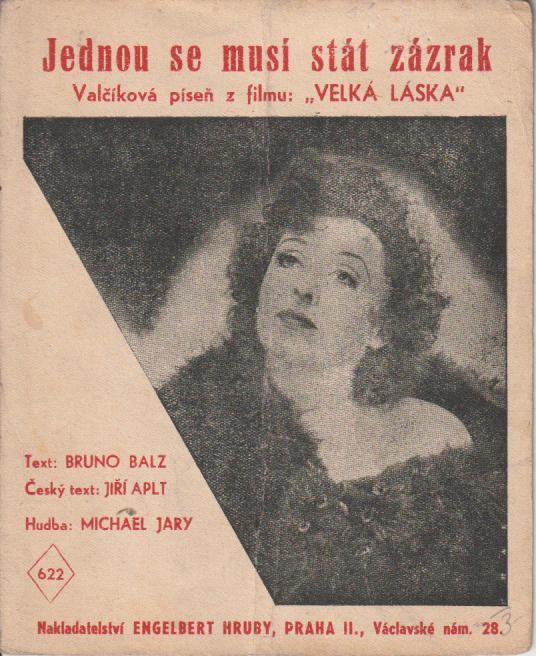 Jednou se musí stát zázrak
Valčíková píseň z filmu: „VELKÁ LÁSKA“
Text: BRUNO BALZ
Český text: JIŘÍ APLT
Hudba: MICHAEL JARY
622
Nakladatelství ENGELBERT HRUBY, PRAHA II., Václavské nám. 28.
3